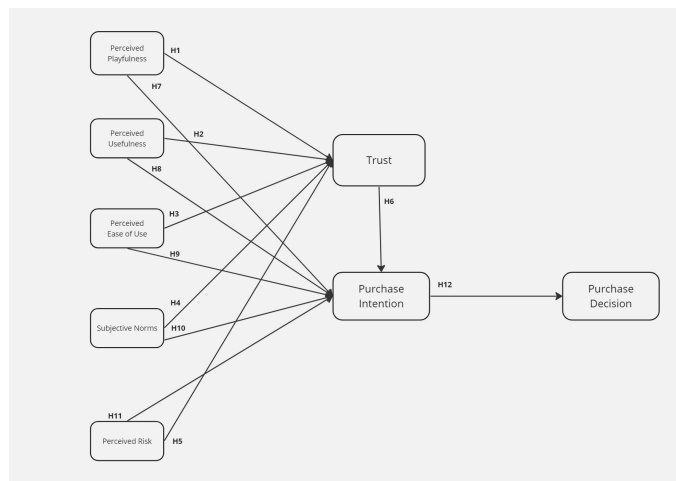 Perceived
Playfulness
H1
H7
Perceived
Usefulness
H2
H8
Trust
Perceived
Ease of Use
H3
H6
H9
Purchase
Intention
H12
Purchase
Decision
H4
Subjective Norms
H10
H11
Perceived Risk
H5